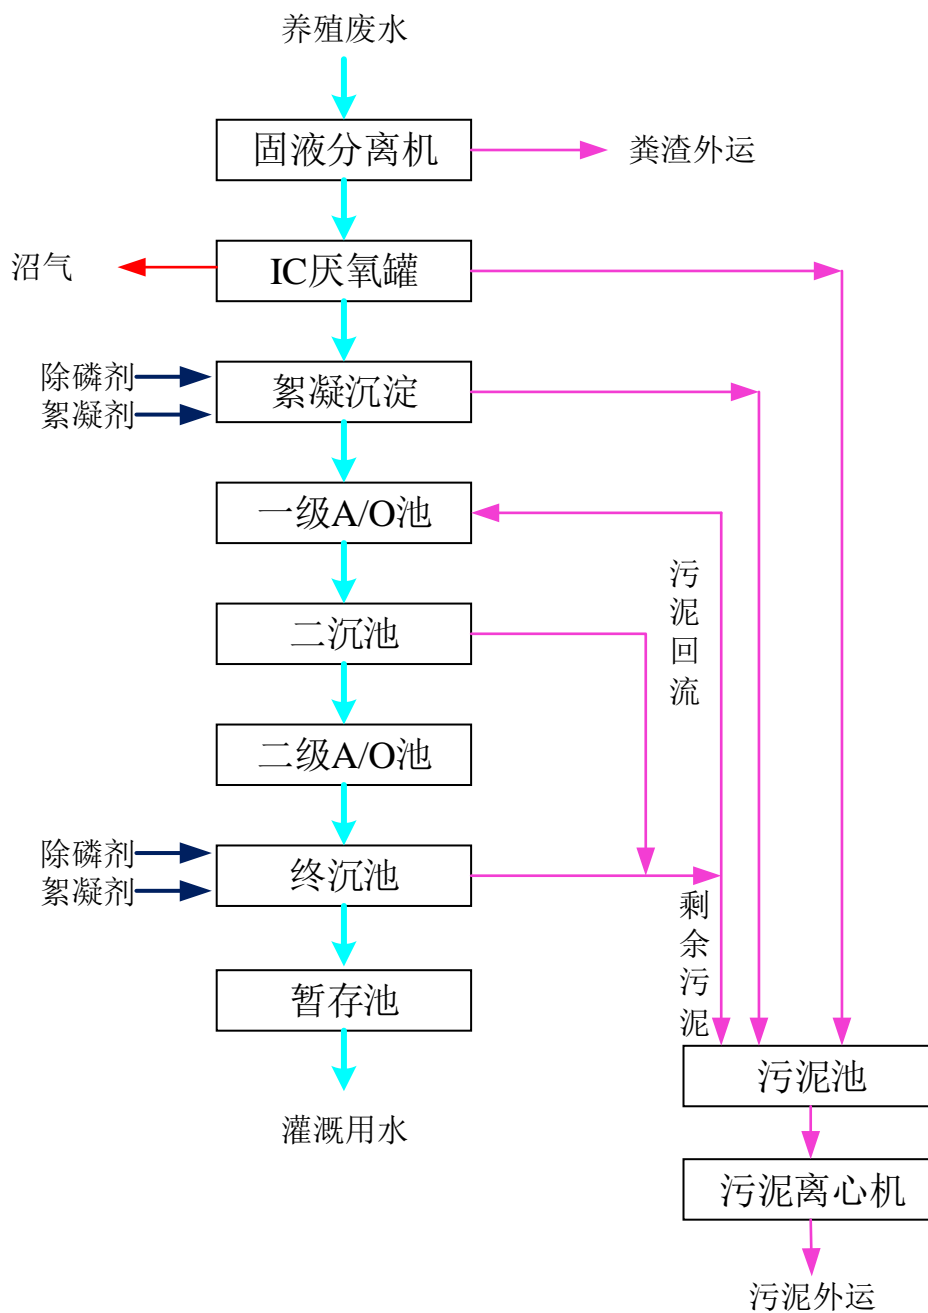 养殖废水
固液分离机
粪渣外运
IC厌氧罐
沼气
除磷剂
絮凝剂
絮凝沉淀
一级A/O池
污泥回流
二沉池
二级A/O池
除磷剂
絮凝剂
终沉池
剩余污泥
暂存池
污泥池
灌溉用水
污泥离心机
污泥外运